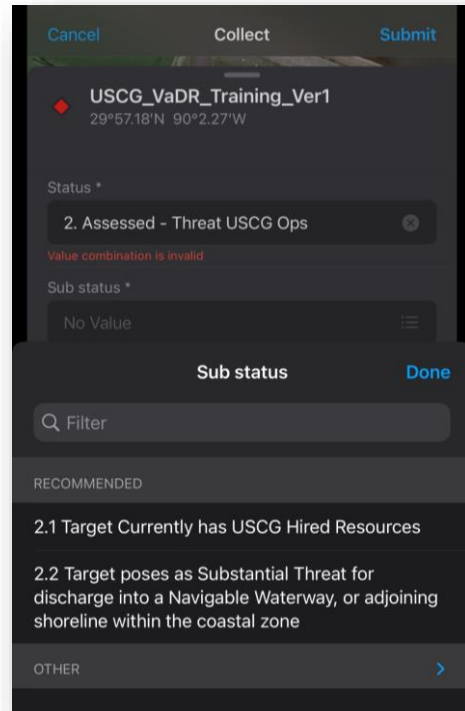 Cancel Collect Submit
USCG_VaDR_Training_Ver1
29°57.18'N 90°2.27'W
Status *
2. Assessed - Threat USCG Ops
Value combination is invalid
Sub status *
No Value
Sub status Done
Filter
RECOMMENDED
2.1 Target Currently has USCG Hired Resources
2.2 Target poses as Substantial Threat for
discharge into a Navigable Waterway, or adjoining
shoreline within the coastal zone
OTHER